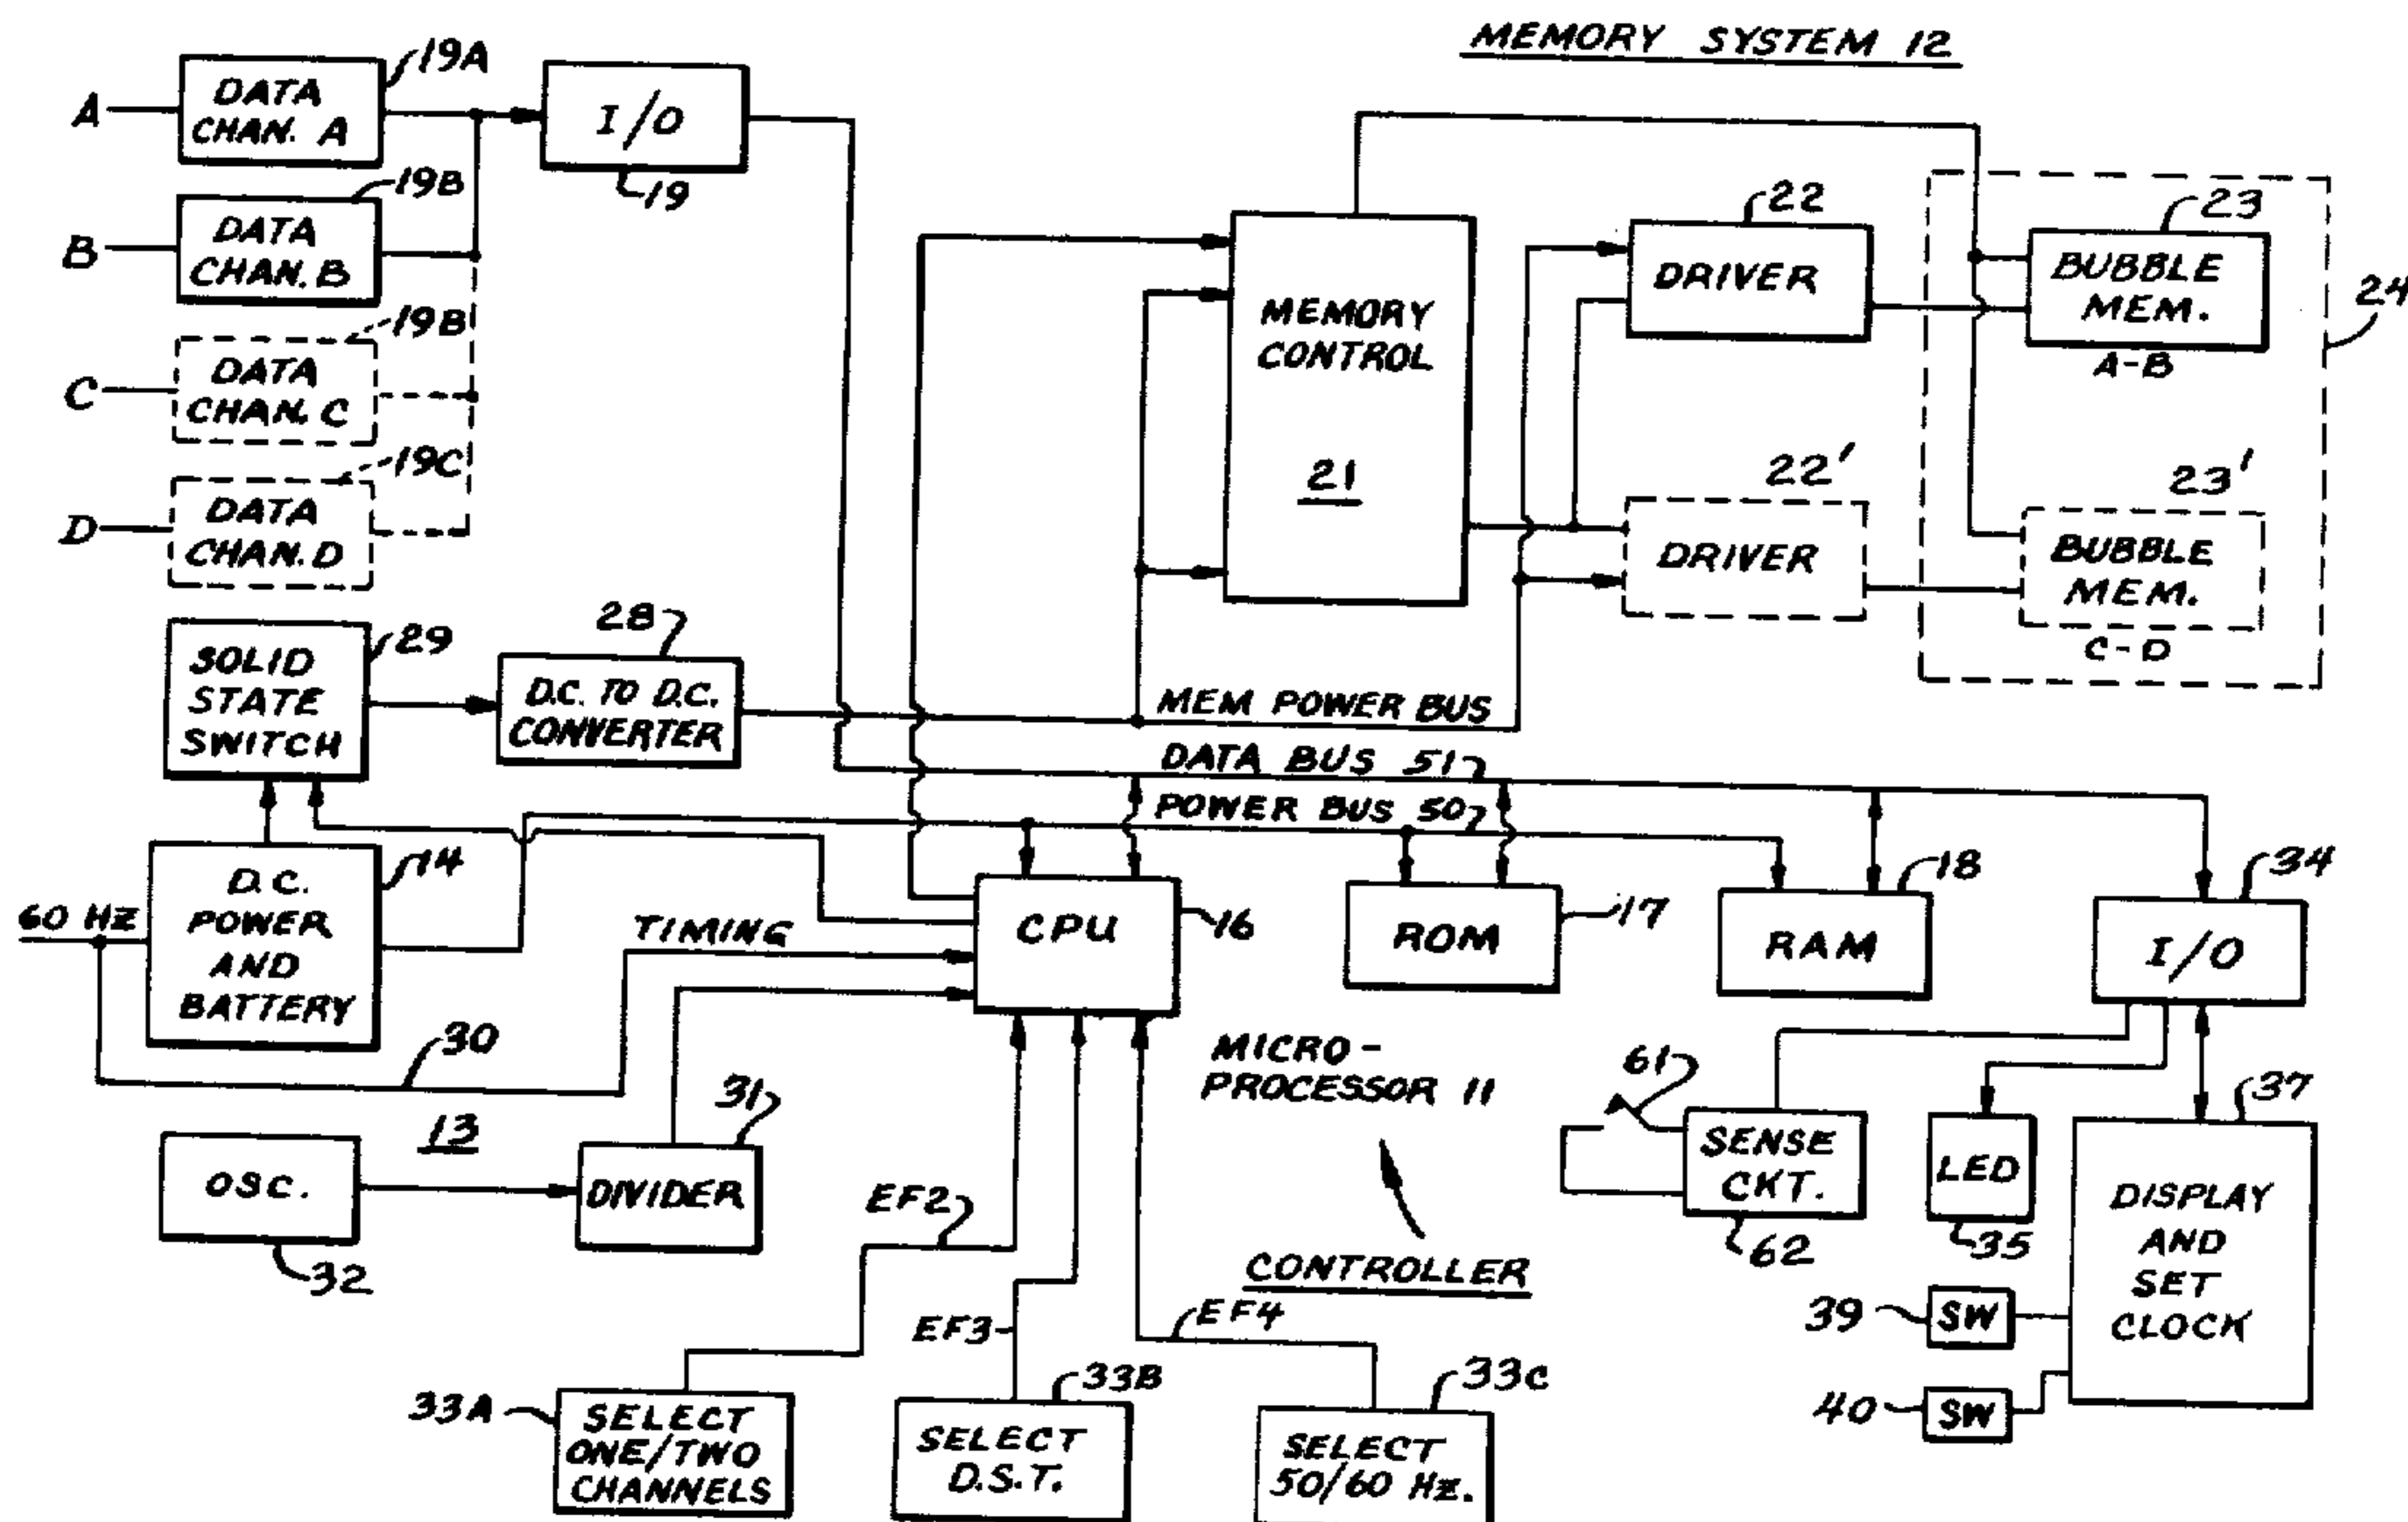 MEMORY SYSTEM 12
A
DATA
CHAN. A
19A
I/O
19
B
DATA
CHAN. B
19B
C
DATA
CHAN. C
19B
D
DATA
CHAN. D
19C
MEMORY
CONTROL
21
DRIVER
22
BUBBLE
MEM.
23
A-B
24
DRIVER
22'
BUBBLE
MEM.
23'
C-D
SOLID
STATE
SWITCH
29
D.C. TO D.C.
CONVERTER
28
MEM POWER BUS
DATA BUS 51
POWER BUS 50
60 HZ
D.C.
POWER
AND
BATTERY
14
TIMING
30
CPU
16
ROM
17
RAM
18
I/O
34
13
OSC.
32
DIVIDER
31
MICRO-
PROCESSOR 11
CONTROLLER
61
SENSE
CKT.
62
LED
35
DISPLAY
AND
SET
CLOCK
37
39
SW
40
SW
EF2
EF3
EF4
33A
SELECT
ONE/TWO
CHANNELS
33B
SELECT
D.S.T.
33C
SELECT
50/60 Hz.